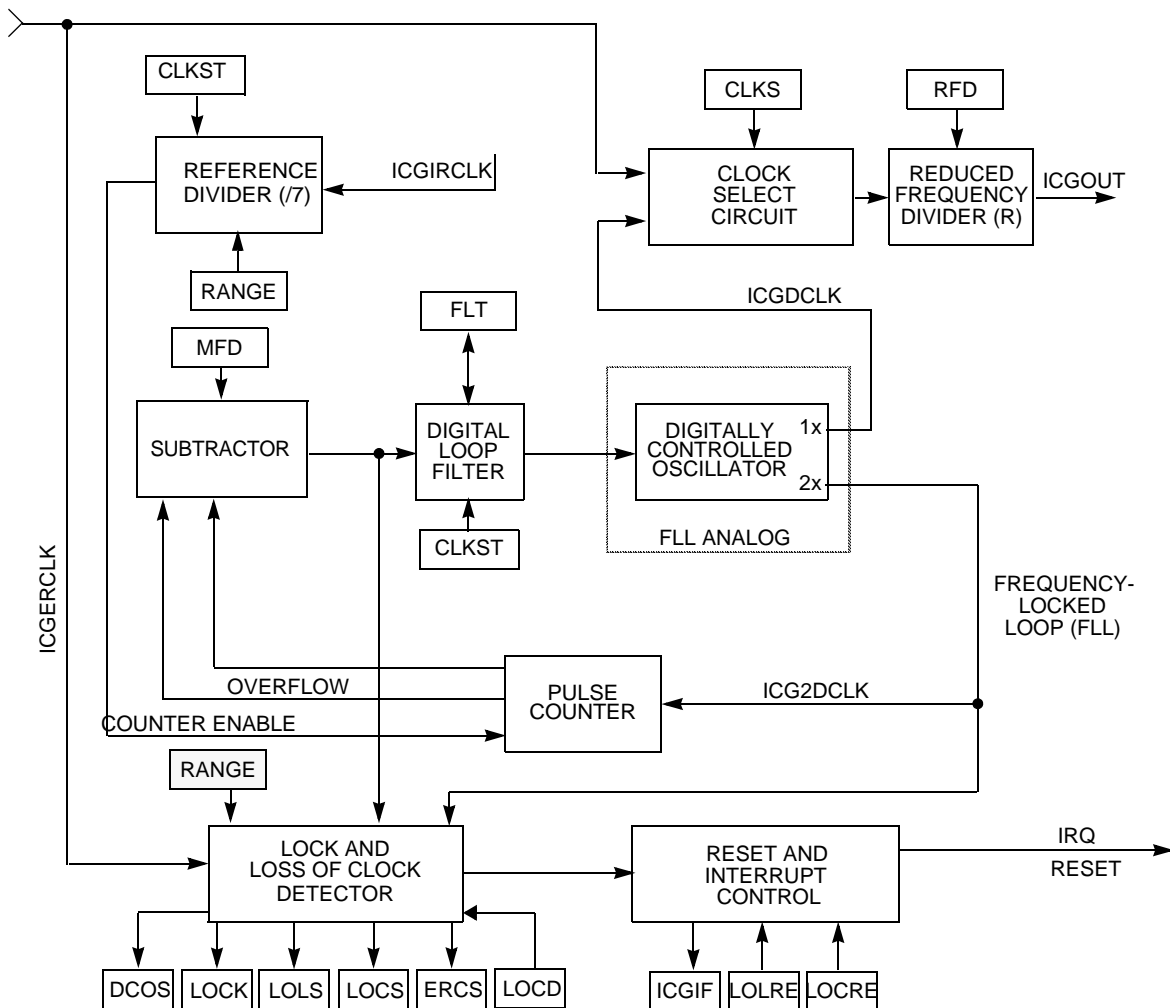 CLKST
CLKS
RFD
REFERENCE
DIVIDER (/7)
ICGIRCLK
CLOCK
SELECT
CIRCUIT
REDUCED
FREQUENCY
DIVIDER (R)
ICGOUT
RANGE
ICGDCLK
FLT
MFD
SUBTRACTOR
DIGITAL
LOOP
FILTER
DIGITALLY
CONTROLLED
OSCILLATOR
1x
2x
CLKST
FLL ANALOG
ICGERCLK
FREQUENCY-
LOCKED
LOOP (FLL)
OVERFLOW
PULSE
COUNTER
ICG2DCLK
COUNTER ENABLE
RANGE
LOCK AND
LOSS OF CLOCK
DETECTOR
RESET AND
INTERRUPT
CONTROL
IRQ
RESET
DCOS
LOCK
LOLS
LOCS
ERCS
LOCD
ICGIF
LOLRE
LOCRE